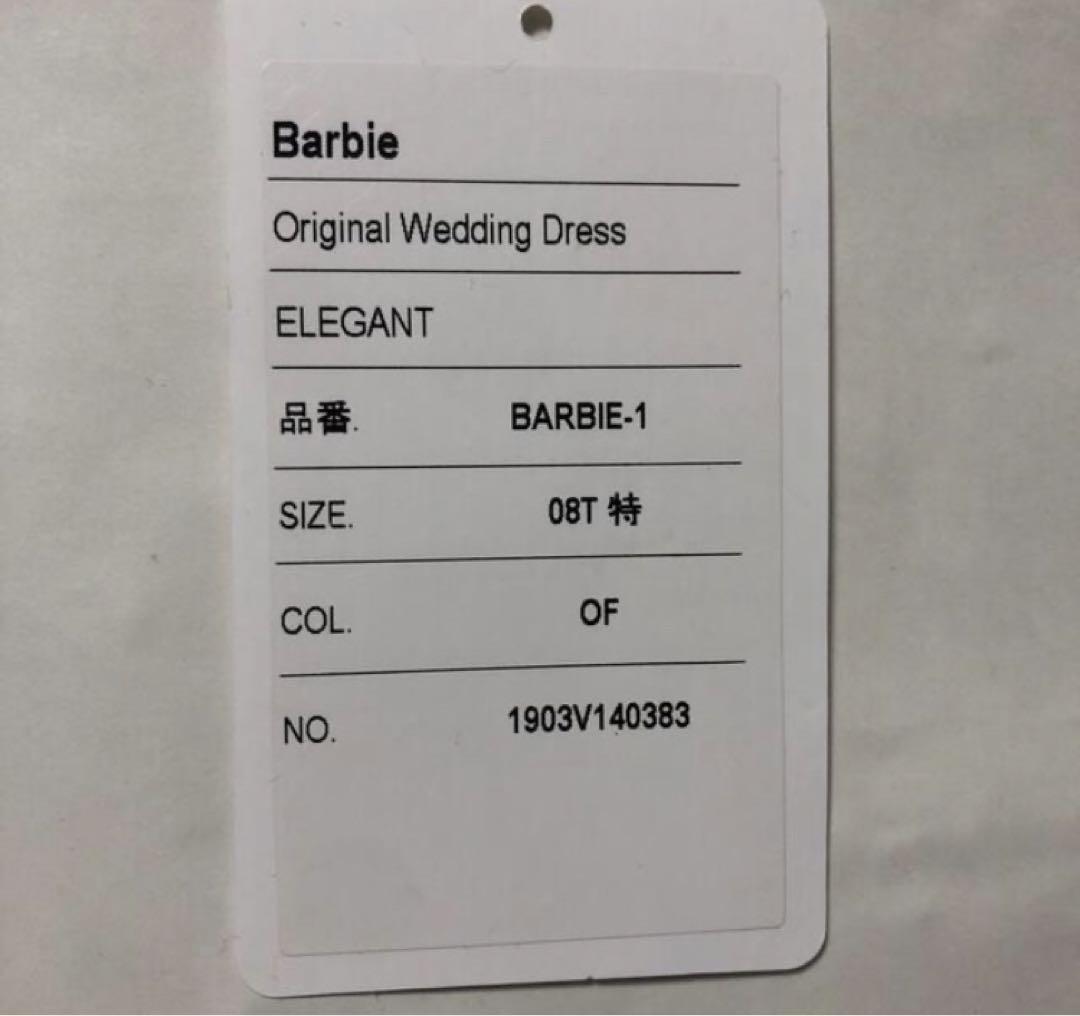 Barbie
Original Wedding Dress
ELEGANT
品番. BARBIE-1
SIZE. 08T 特
COL. OF
NO. 1903V140383